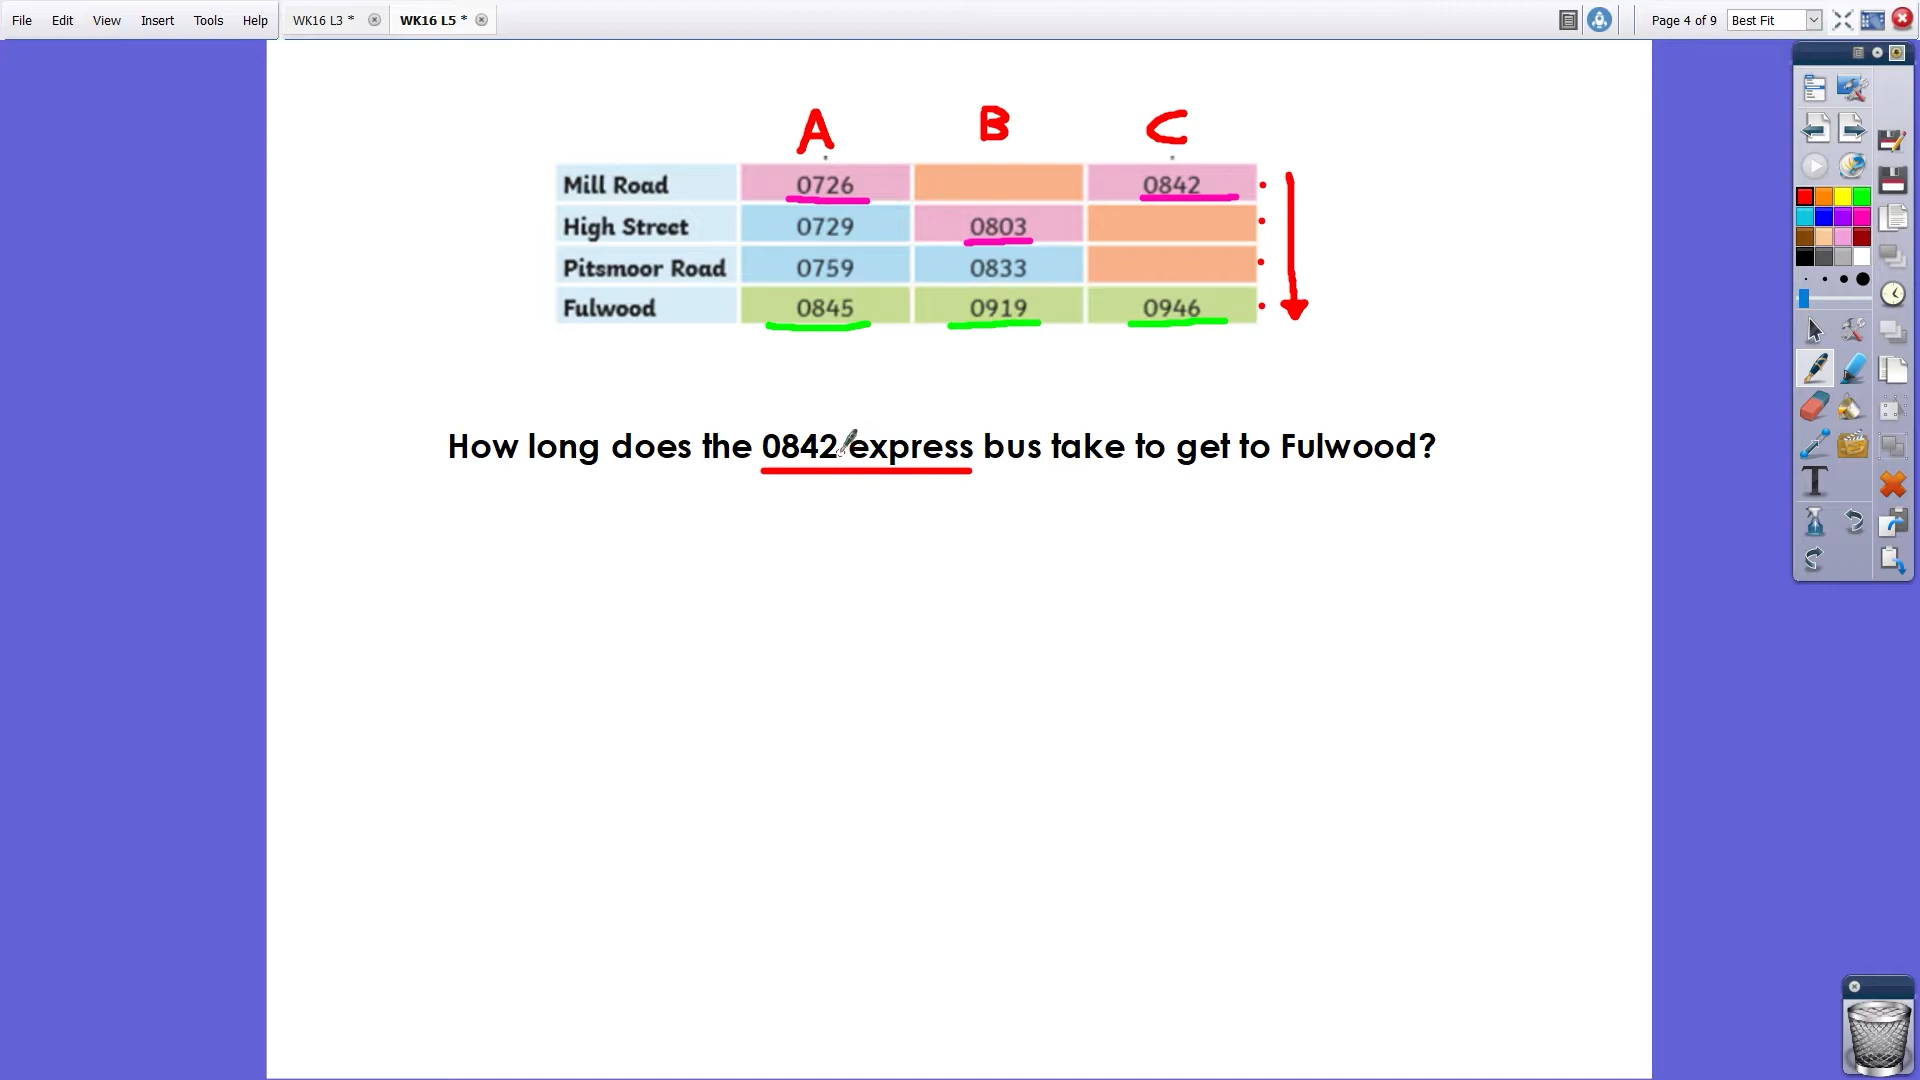 File Edit View Insert Tools Help WK16 L3 * WK16 L5 * Page 4 of 9 Best Fit
A B C
Mill Road 0726 0842
High Street 0729 0803
Pitsmoor Road 0759 0833
Fulwood 0845 0919 0946
How long does the 0842 express bus take to get to Fulwood?
T